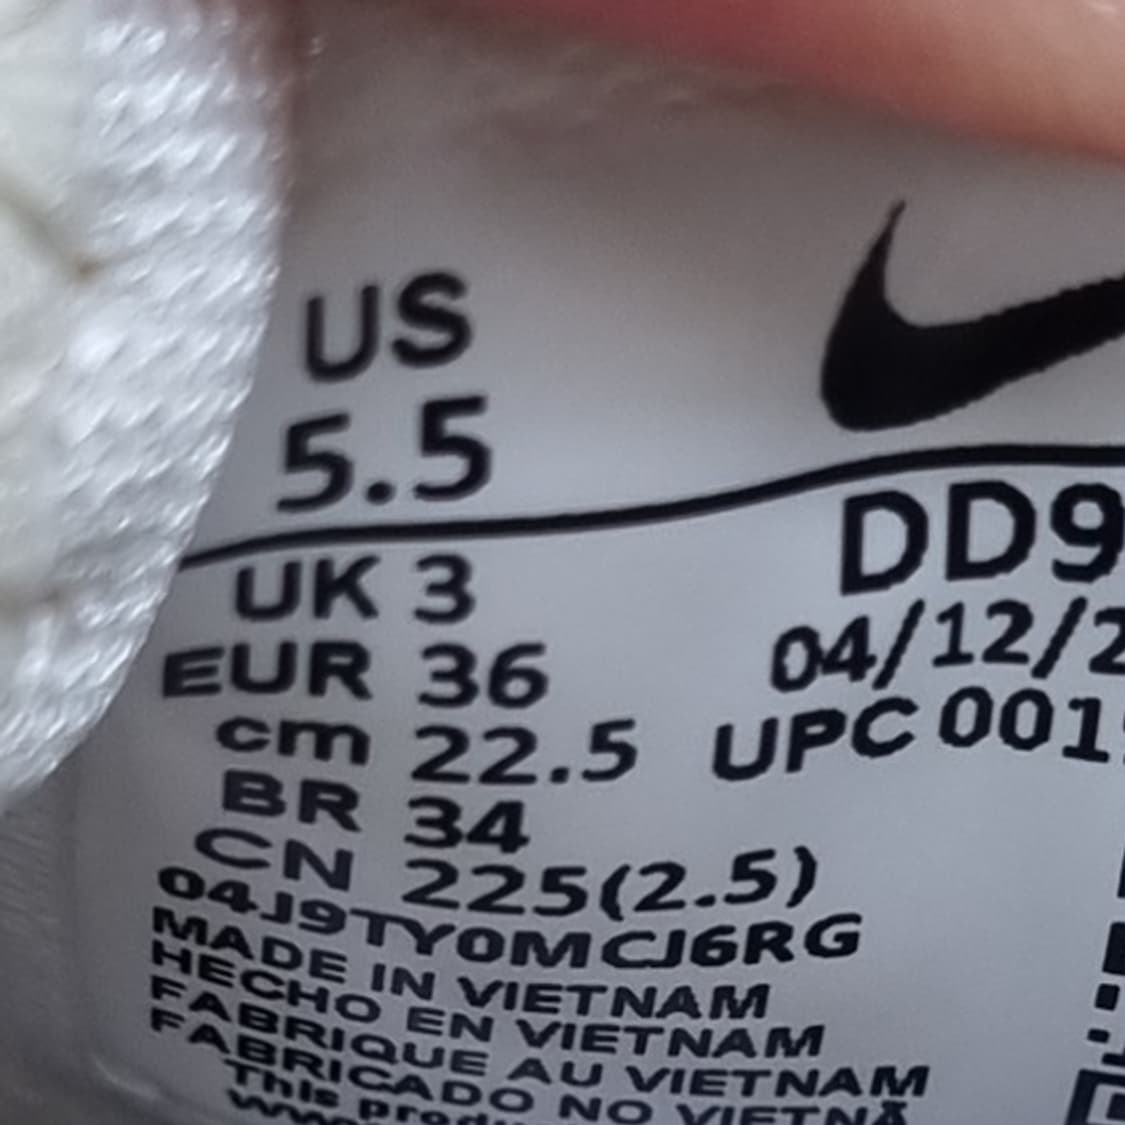 US
5.5
UK 3
EUR 36
cm 22.5
BR 34
CN 225(2.5)
04J9TY0MCJ6RG
MADE IN VIETNAM
HECHO EN VIETNAM
FABRIQUE AU VIETNAM
FABRICADO NO VIETNÃ
This
DD9
04/12/2
UPC 001